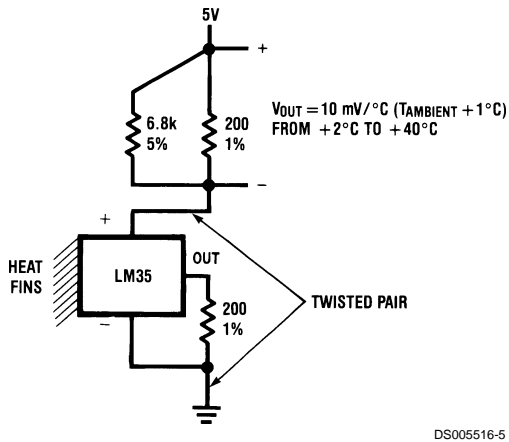 5V
+
6.8k
5%
200
1%
VOUT = 10 mV/°C (TAMBIENT + 1°C)
FROM +2°C TO +40°C
−
+
HEAT
FINS
LM35
OUT
−
200
1%
TWISTED PAIR
DS005516-5